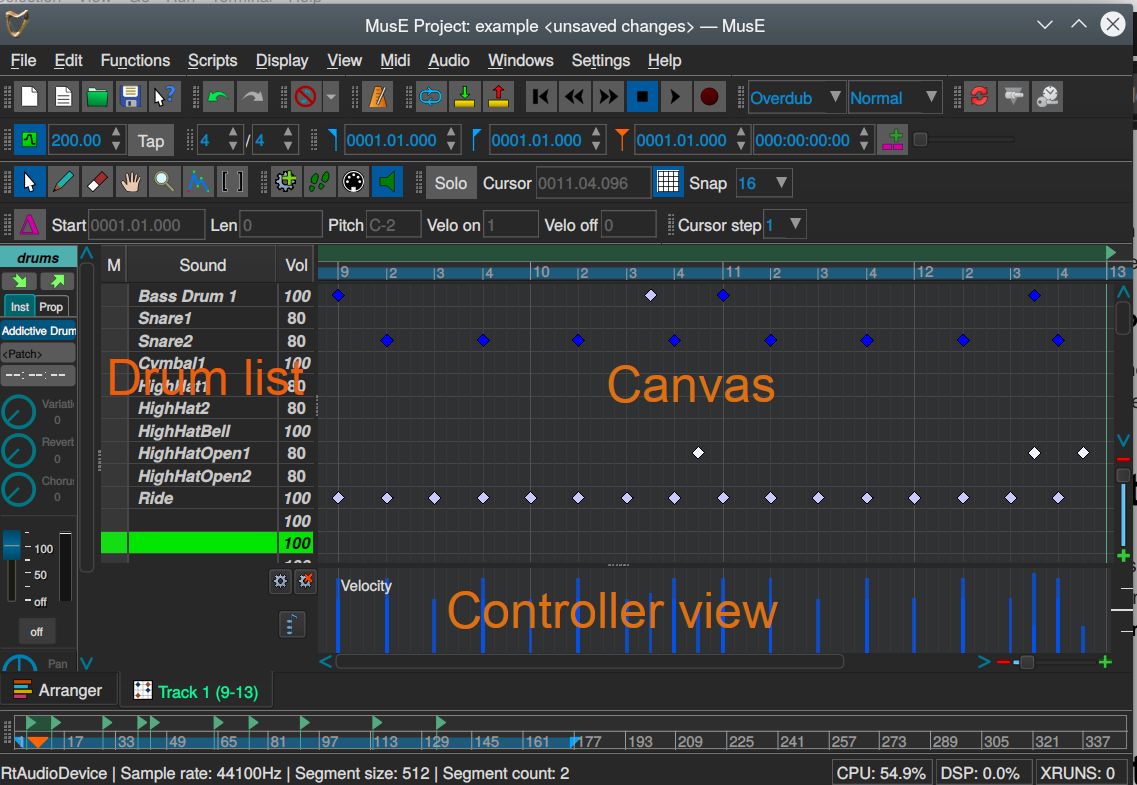 MusE Project: example <unsaved changes> — MusE
File Edit Functions Scripts Display View Midi Audio Windows Settings Help
Overdub Normal
200.00 Tap 4 / 4 0001.01.000 0001.01.000 0001.01.000 000:00:00:00
[ ] Solo Cursor 0011.04.096 Snap 16
Start 0001.01.000 Len 0 Pitch C-2 Velo on 1 Velo off 0 Cursor step 1
drums M Sound Vol
9 2 3 4 10 2 3 4 11 2 3 4 12 2 3 4 13
Inst Prop
Addictive Drum
<Patch>
--:--:--
Variati
0
Revert
0
Chorus
0
100
50
off
off
Pan
Bass Drum 1 100
Snare1 80
Snare2 80
Cymbal1 100
HighHat1 80
HighHat2 80
HighHatBell 100
HighHatOpen1 80
HighHatOpen2 80
Ride 100
100
100
Drum list
Canvas
Velocity
Controller view
Arranger Track 1 (9-13)
1 17 33 49 65 81 97 113 129 145 161 177 193 209 225 241 257 273 289 305 321 337
RtAudioDevice | Sample rate: 44100Hz | Segment size: 512 | Segment count: 2 CPU: 54.9% DSP: 0.0% XRUNS: 0